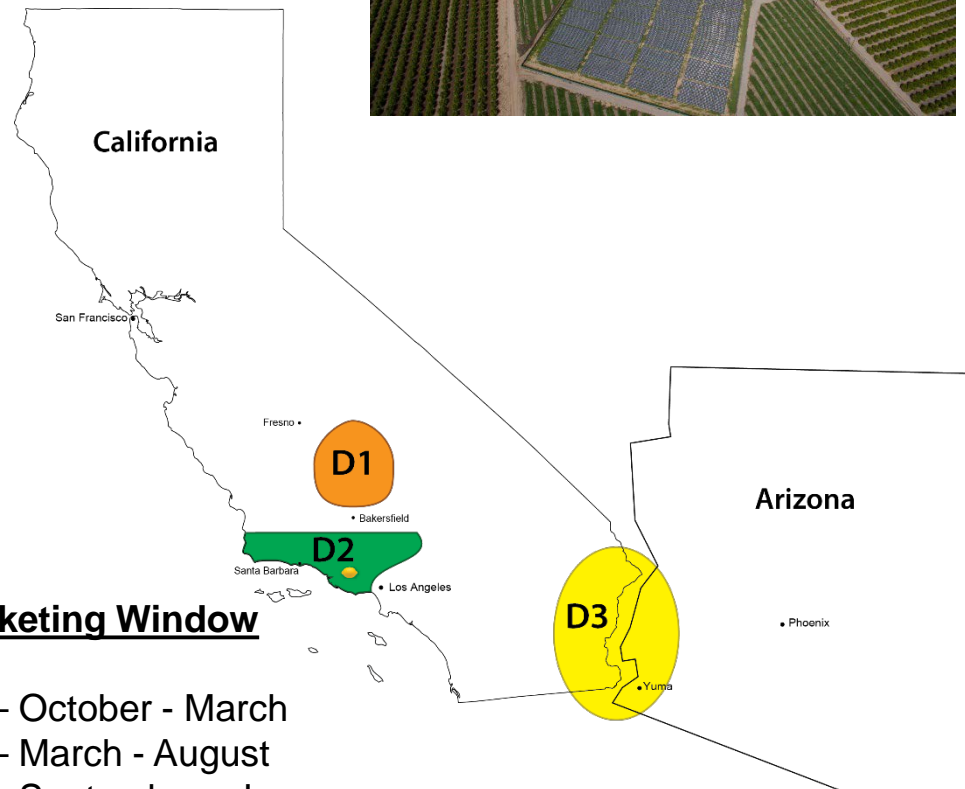 California
San Francisco
Fresno
D1
Bakersfield
D2
Santa Barbara
Los Angeles
Arizona
D3
Phoenix
Yuma
keting Window
– October - March
– March - August